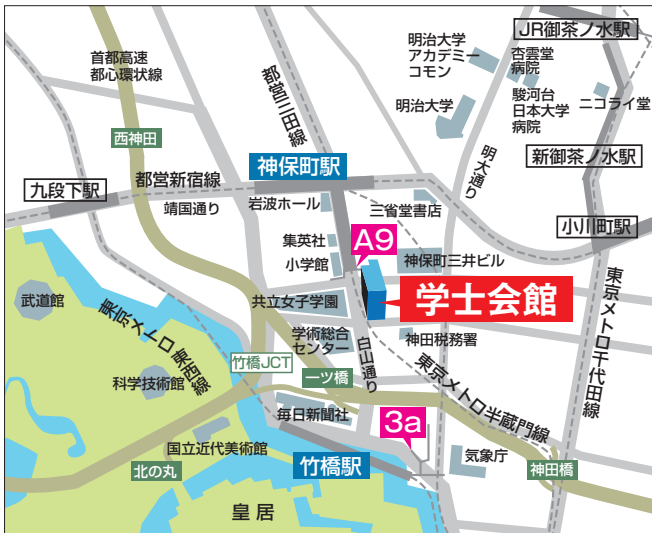 JR御茶ノ水駅
首都高速
都心環状線
都営三田線
明治大学
アカデミー
コモン
杏雲堂
病院
駿河台
日本大学
病院
ニコライ堂
明治大学
西神田
明大通り
新御茶ノ水駅
神保町駅
九段下駅
都営新宿線
靖国通り
岩波ホール
三省堂書店
小川町駅
A9
集英社
小学館
神保町三井ビル
学士会館
武道館
東京メトロ東西線
共立女子学園
東京メトロ千代田線
学術総合
センター
白山通り
神田税務署
竹橋JCT
一ツ橋
東京メトロ半蔵門線
科学技術館
毎日新聞社
3a
国立近代美術館
竹橋駅
気象庁
北の丸
神田橋
皇居